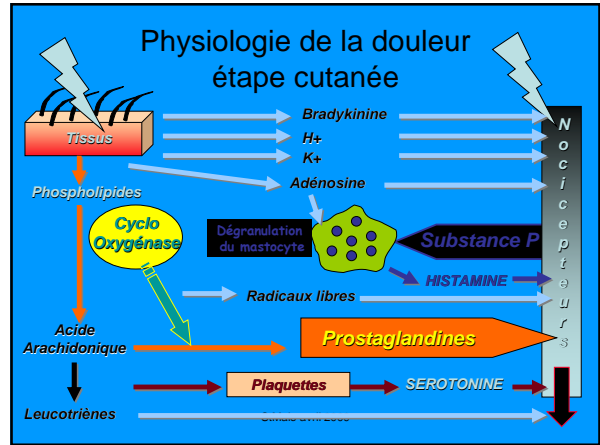 Physiologie de la douleur
étape cutanée
Tissus
Bradykinine
H+
K+
Adénosine
Phospholipides
Cyclo
Oxygénase
Dégranulation
du mastocyte
Substance P
HISTAMINE
Radicaux libres
Nocicepteurs
Acide
Arachidonique
Prostaglandines
Plaquettes
SEROTONINE
Leucotriènes